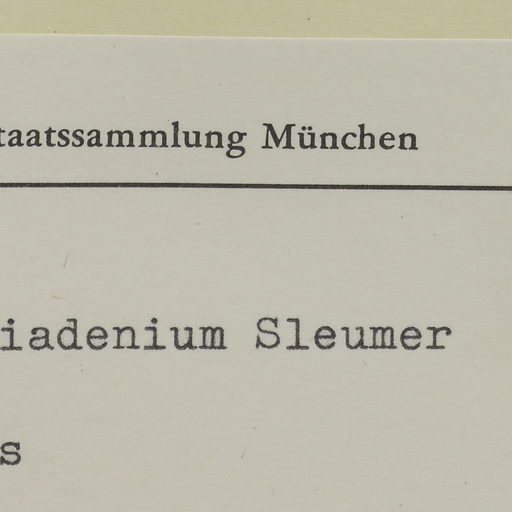 taatssammlung München
iadenium Sleumer
s